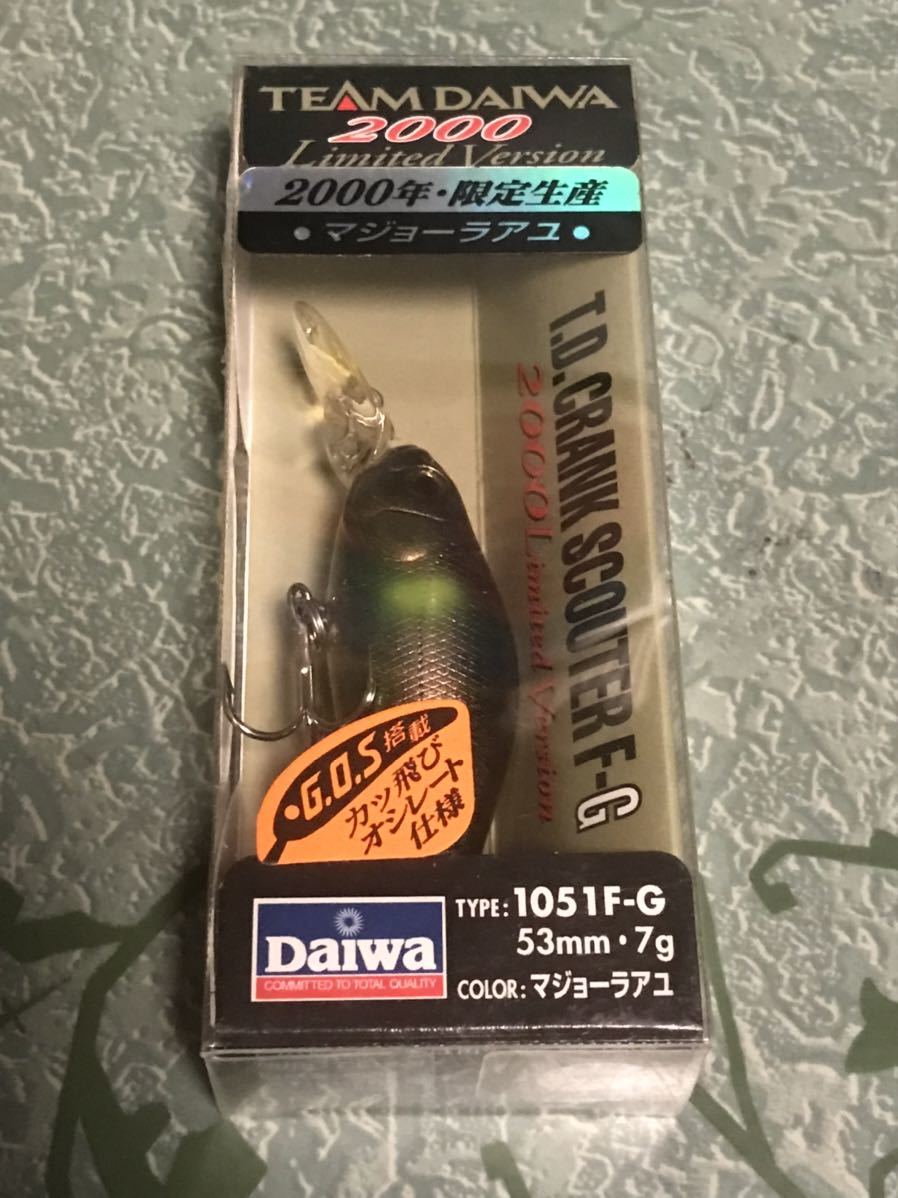 TEAM DAIWA
2000
Limited Version
2000年・限定生産
・マジョーラアユ・
T.D.CRANK SCOUTER F-G
2000 Limited Version
・G.O.S搭載
カッ飛び
オシレート
仕様
Daiwa
COMMITTED TO TOTAL QUALITY
TYPE: 1051F-G
53mm・7g
COLOR: マジョーラアユ